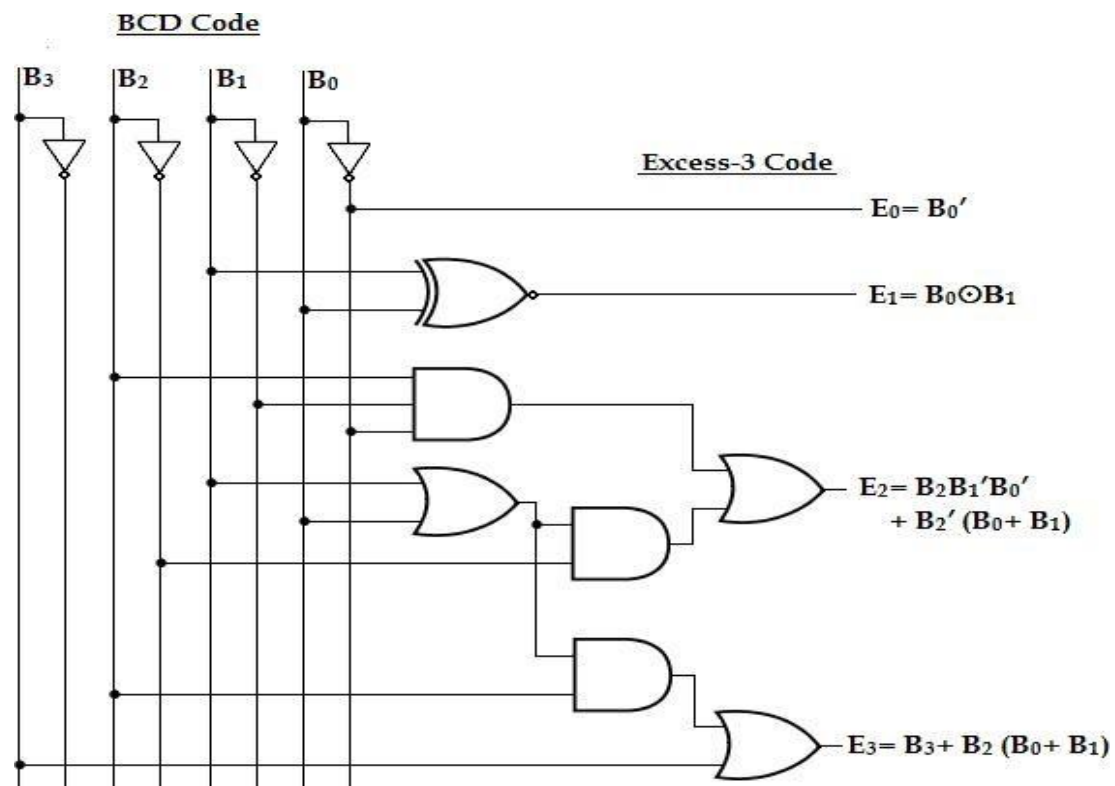 BCD Code
B₃ B₂ B₁ B₀
Excess-3 Code
E₀= B₀′
E₁= B₀⊙B₁
E₂= B₂B₁′B₀′
+ B₂′ (B₀+ B₁)
E₃= B₃+ B₂ (B₀+ B₁)